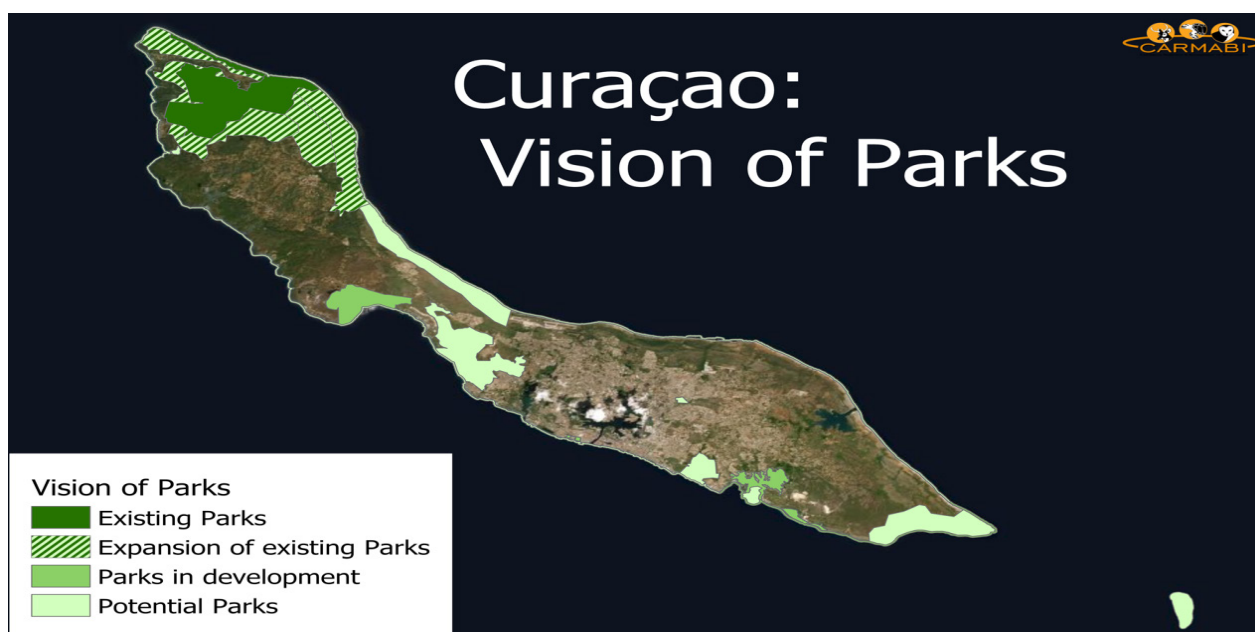 CARMABI
Curaçao:
Vision of Parks
Vision of Parks
Existing Parks
Expansion of existing Parks
Parks in development
Potential Parks